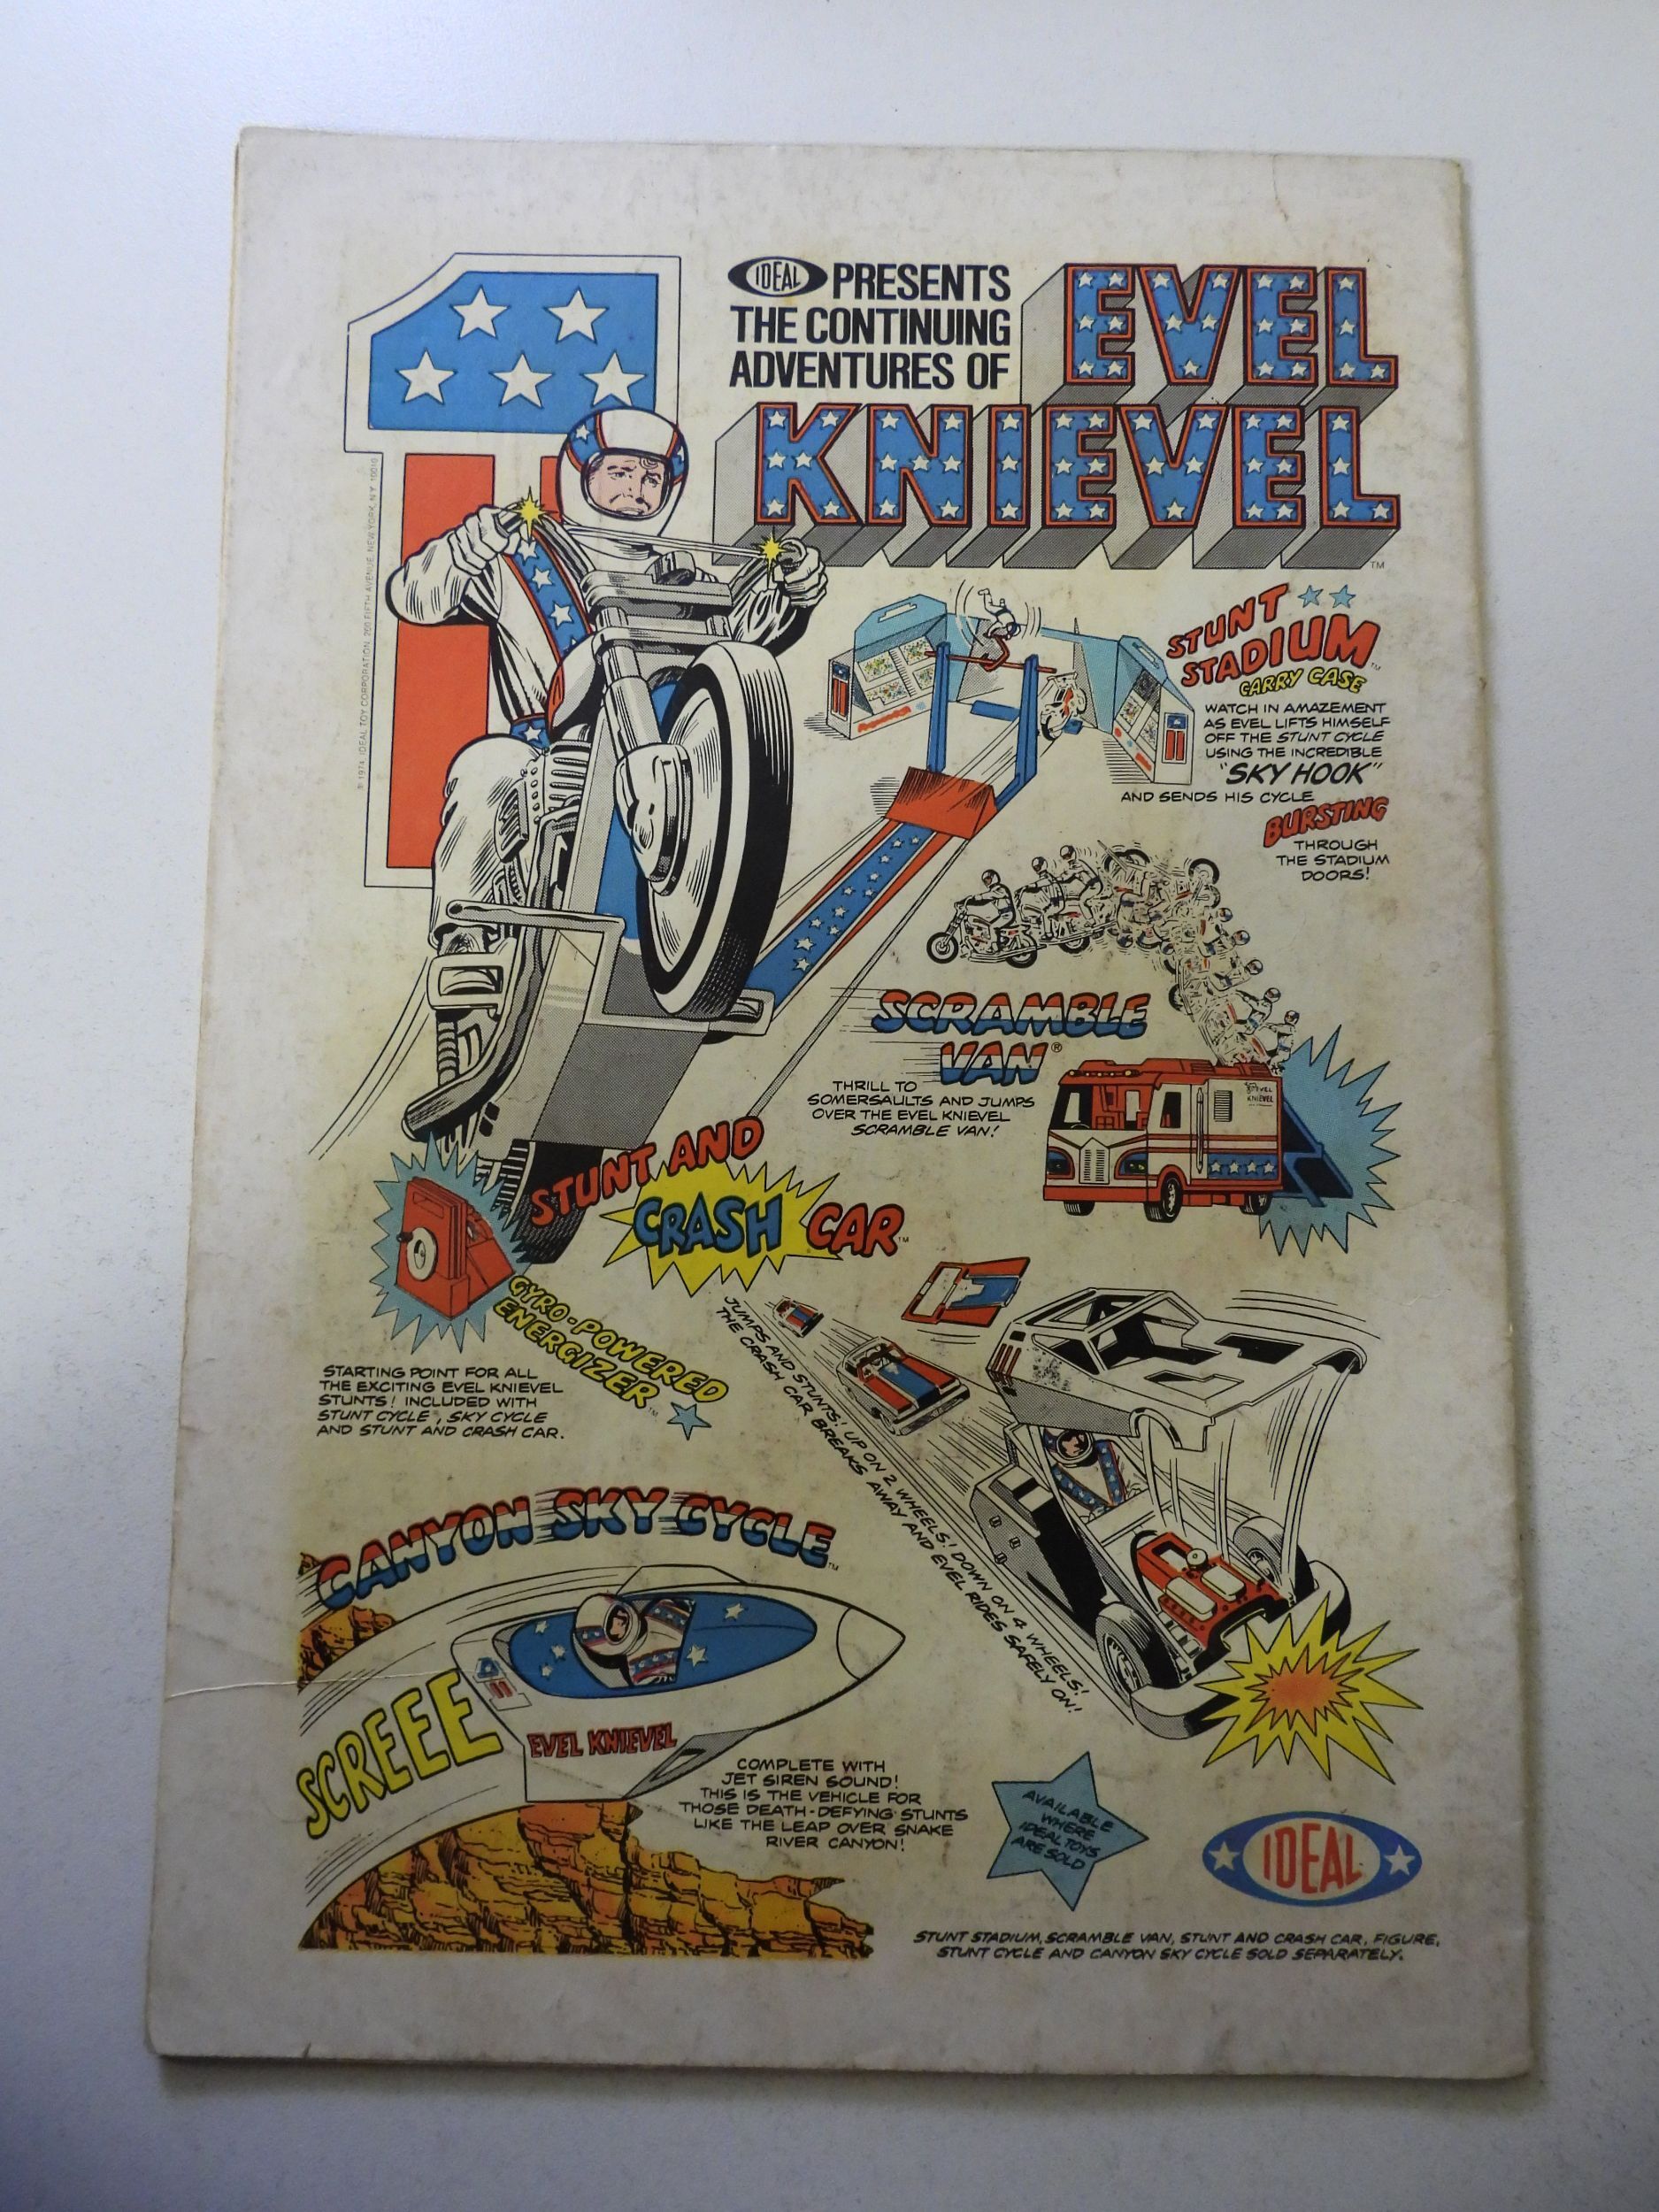 IDEAL PRESENTS
THE CONTINUING
ADVENTURES OF
EVEL
KNIEVEL™
© 1974, IDEAL TOY CORPORATION, 200 FIFTH AVENUE, NEW YORK, N.Y. 10010
STUNT
STADIUM™
CARRY CASE
WATCH IN AMAZEMENT
AS EVEL LIFTS HIMSELF
OFF THE STUNT CYCLE
USING THE INCREDIBLE
"SKY HOOK"
AND SENDS HIS CYCLE
BURSTING
THROUGH
THE STADIUM
DOORS!
SCRAMBLE
VAN®
THRILL TO
SOMERSAULTS AND JUMPS
OVER THE EVEL KNIEVEL
SCRAMBLE VAN!
EVEL
KNIEVEL
STUNT AND
CRASH CAR™
JUMPS AND STUNTS! UP ON 2 WHEELS! DOWN ON 4 WHEELS!
THE CRASH CAR BREAKS AWAY AND EVEL RIDES SAFELY ON!
GYRO-POWERED
ENERGIZER™
STARTING POINT FOR ALL
THE EXCITING EVEL KNIEVEL
STUNTS! INCLUDED WITH
STUNT CYCLE, SKY CYCLE
AND STUNT AND CRASH CAR.
CANYON SKY CYCLE™
SCREEE
EVEL KNIEVEL
COMPLETE WITH
JET SIREN SOUND!
THIS IS THE VEHICLE FOR
THOSE DEATH-DEFYING STUNTS
LIKE THE LEAP OVER SNAKE
RIVER CANYON!
AVAILABLE
WHERE
IDEAL TOYS
ARE SOLD
IDEAL
STUNT STADIUM, SCRAMBLE VAN, STUNT AND CRASH CAR, FIGURE,
STUNT CYCLE AND CANYON SKY CYCLE SOLD SEPARATELY.